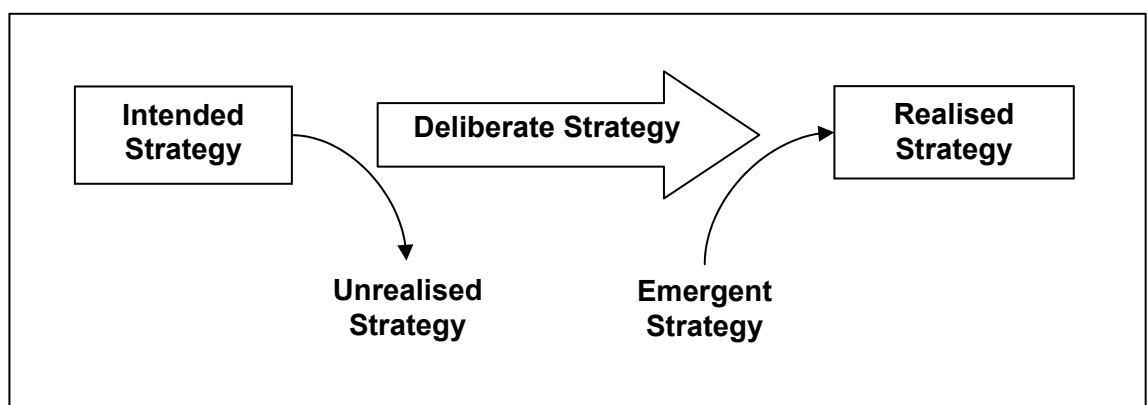 Intended
Strategy
Deliberate Strategy
Realised
Strategy
Unrealised
Strategy
Emergent
Strategy